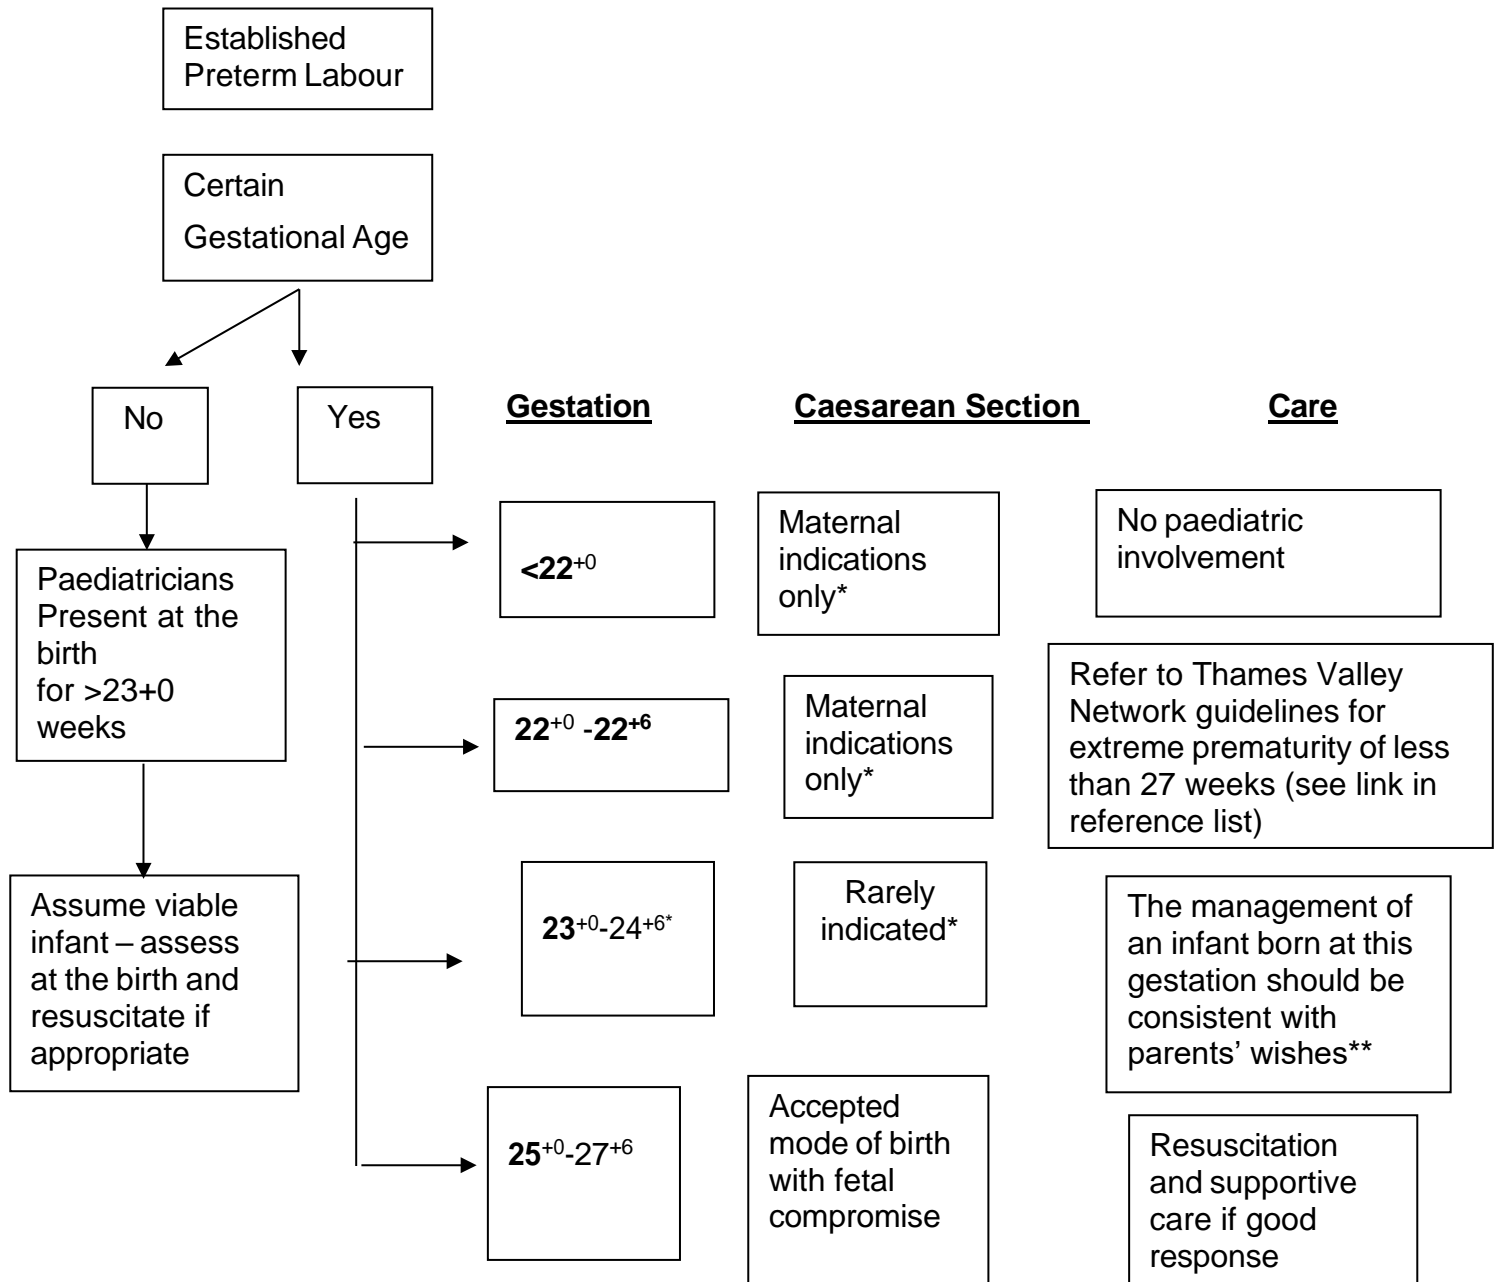 Established
Preterm Labour
Certain
Gestational Age
No
Yes
Gestation
Caesarean Section
Care
Paediatricians
Present at the
birth
for >23+0
weeks
Assume viable
infant – assess
at the birth and
resuscitate if
appropriate
<22+0
Maternal
indications
only*
No paediatric
involvement
22+0 -22+6
Maternal
indications
only*
Refer to Thames Valley
Network guidelines for
extreme prematurity of less
than 27 weeks (see link in
reference list)
23+0-24+6*
Rarely
indicated*
The management of
an infant born at this
gestation should be
consistent with
parents’ wishes**
25+0-27+6
Accepted
mode of birth
with fetal
compromise
Resuscitation
and supportive
care if good
response